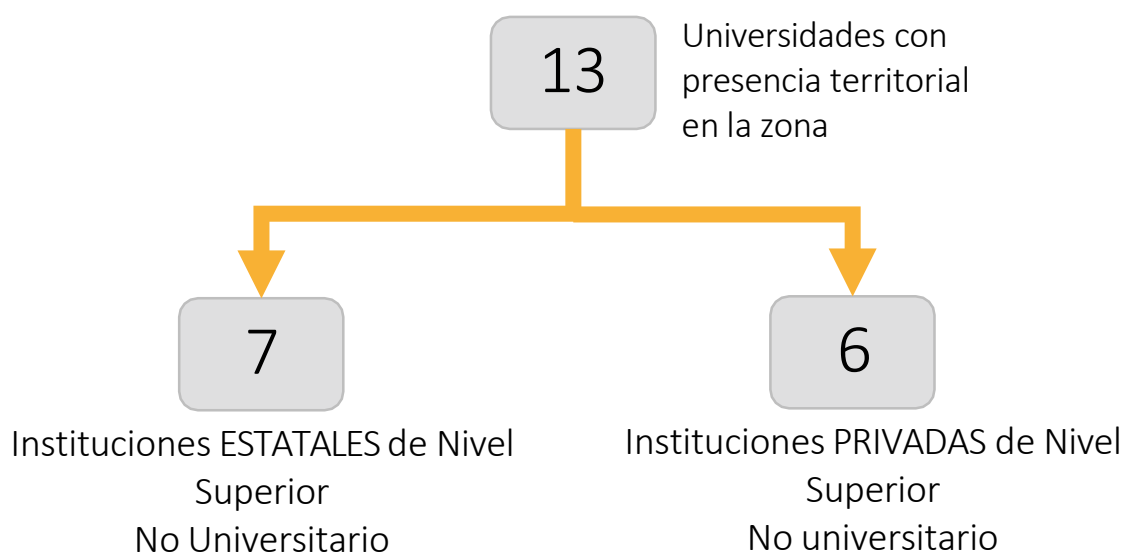 13
Universidades con
presencia territorial
en la zona
7
Instituciones ESTATALES de Nivel
Superior
No Universitario
6
Instituciones PRIVADAS de Nivel
Superior
No universitario